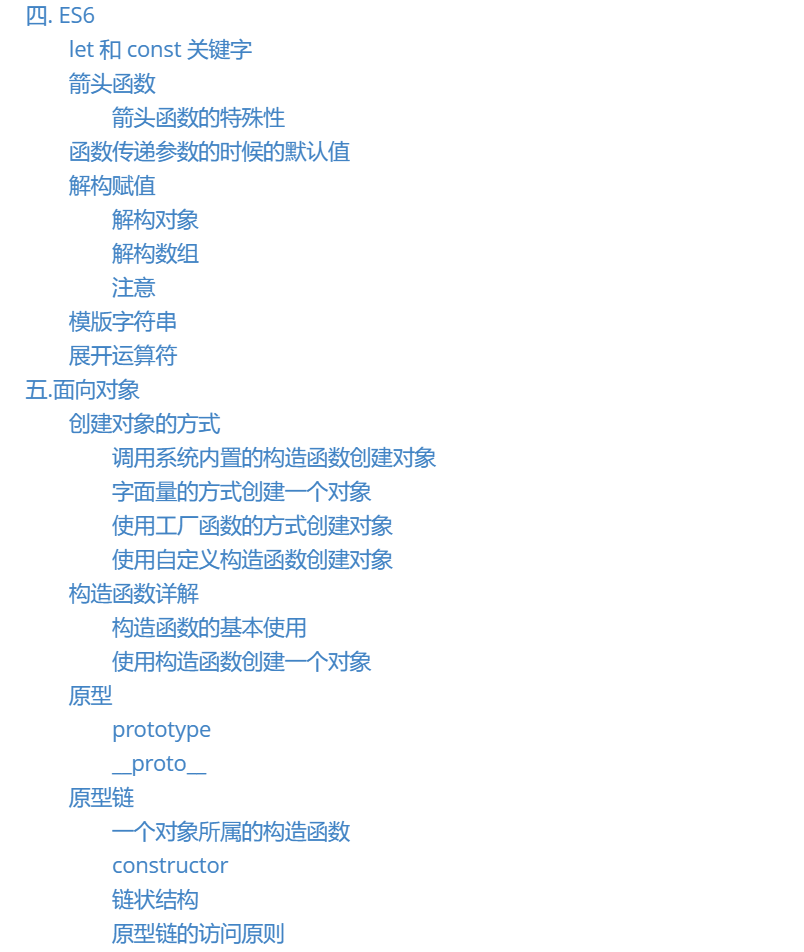 四. ES6
let 和 const 关键字
箭头函数
箭头函数的特殊性
函数传递参数的时候的默认值
解构赋值
解构对象
解构数组
注意
模版字符串
展开运算符
五.面向对象
创建对象的方式
调用系统内置的构造函数创建对象
字面量的方式创建一个对象
使用工厂函数的方式创建对象
使用自定义构造函数创建对象
构造函数详解
构造函数的基本使用
使用构造函数创建一个对象
原型
prototype
__proto__
原型链
一个对象所属的构造函数
constructor
链状结构
原型链的访问原则